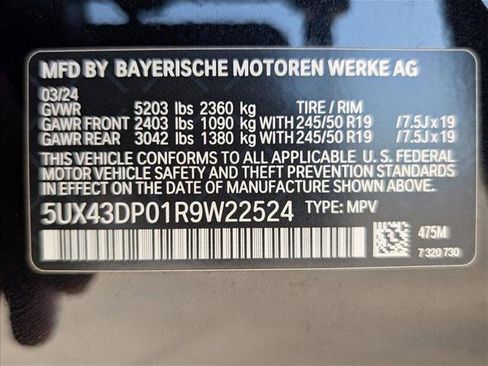 MFD BY BAYERISCHE MOTOREN WERKE AG
03/24
GVWR 5203 lbs 2360 kg TIRE / RIM
GAWR FRONT 2403 lbs 1090 kg WITH 245/50 R19 /7.5J x 19
GAWR REAR 3042 lbs 1380 kg WITH 245/50 R19 /7.5J x 19
THIS VEHICLE CONFORMS TO ALL APPLICABLE U. S. FEDERAL
MOTOR VEHICLE SAFETY AND THEFT PREVENTION STANDARDS
IN EFFECT ON THE DATE OF MANUFACTURE SHOWN ABOVE.
5UX43DP01R9W22524 TYPE: MPV
475M
7 320 730